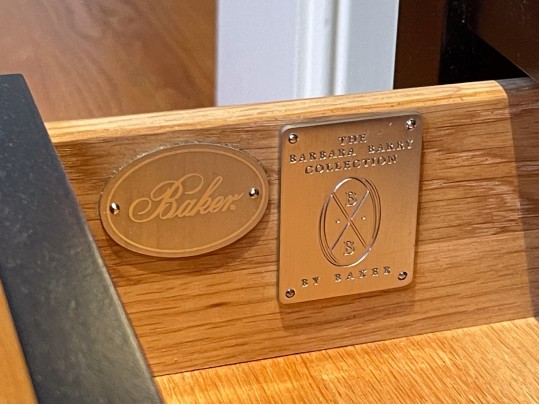 Baker
THE
BARBARA BARRY
COLLECTION
B
B
BY BAKER